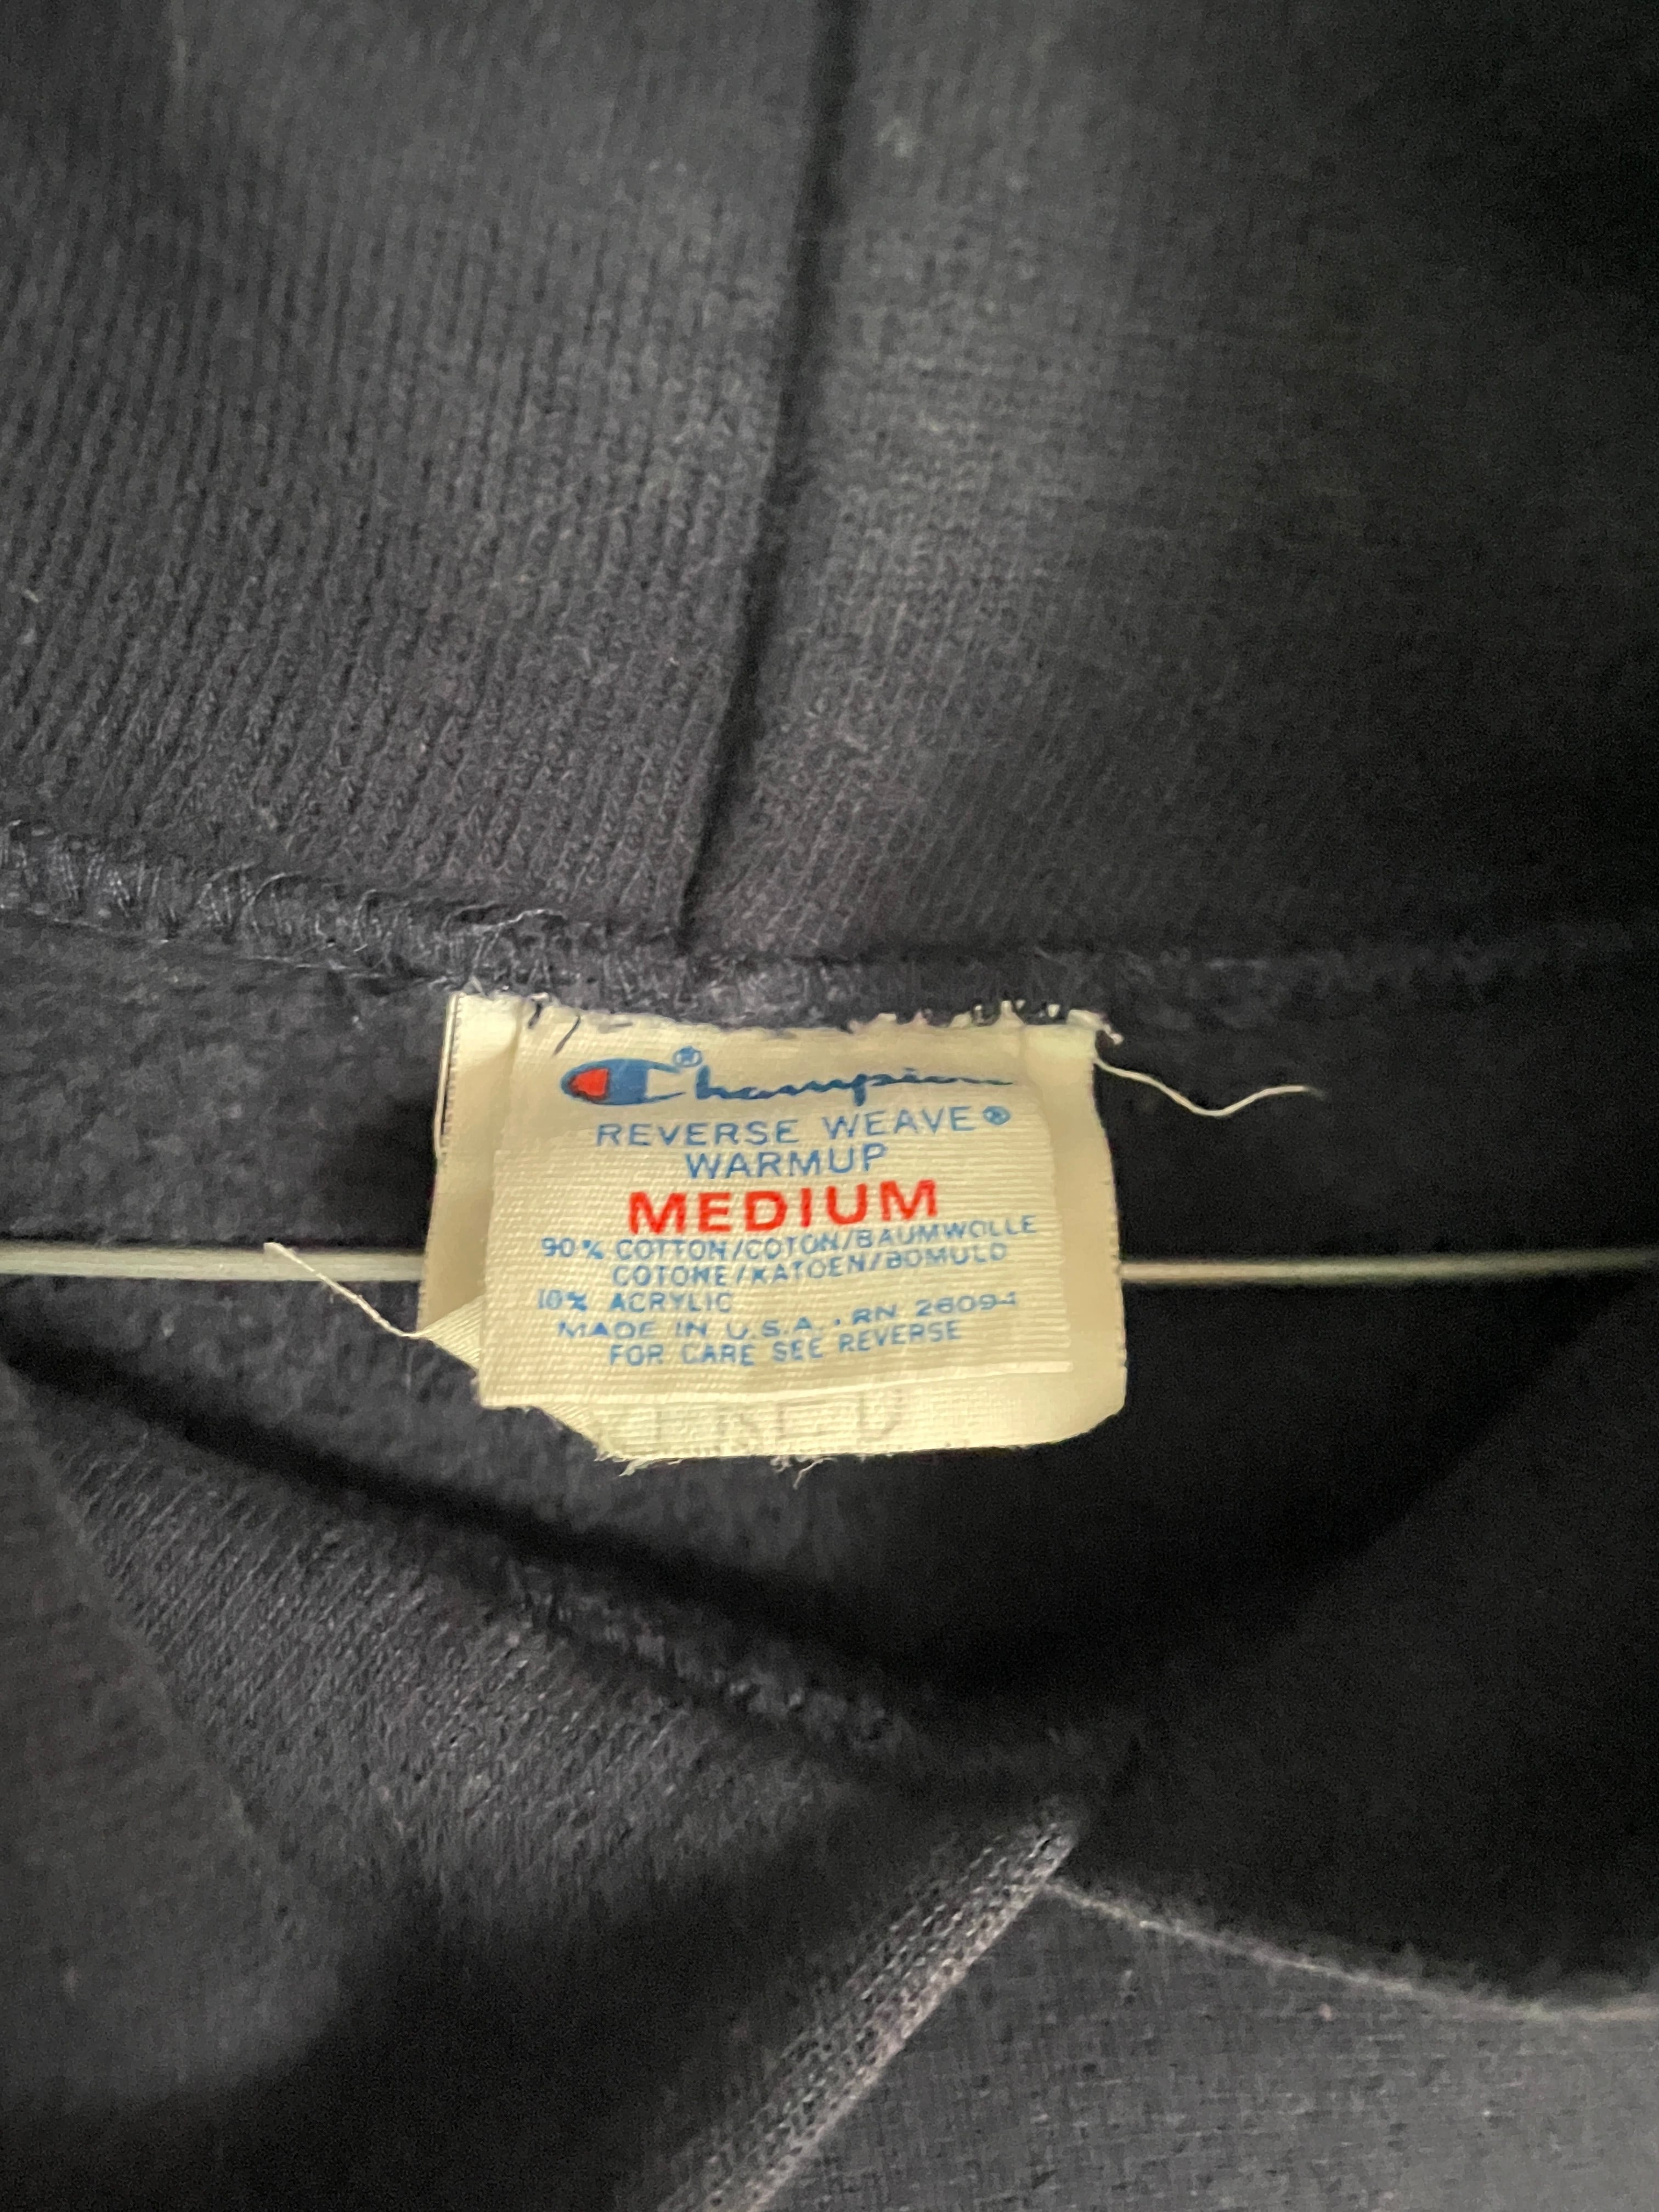 Champion®
REVERSE WEAVE®
WARMUP
MEDIUM
90% COTTON/COTON/BAUMWOLLE
COTONE/KATOEN/BOMULD
10% ACRYLIC
MADE IN U.S.A. • RN 26094
FOR CARE SEE REVERSE